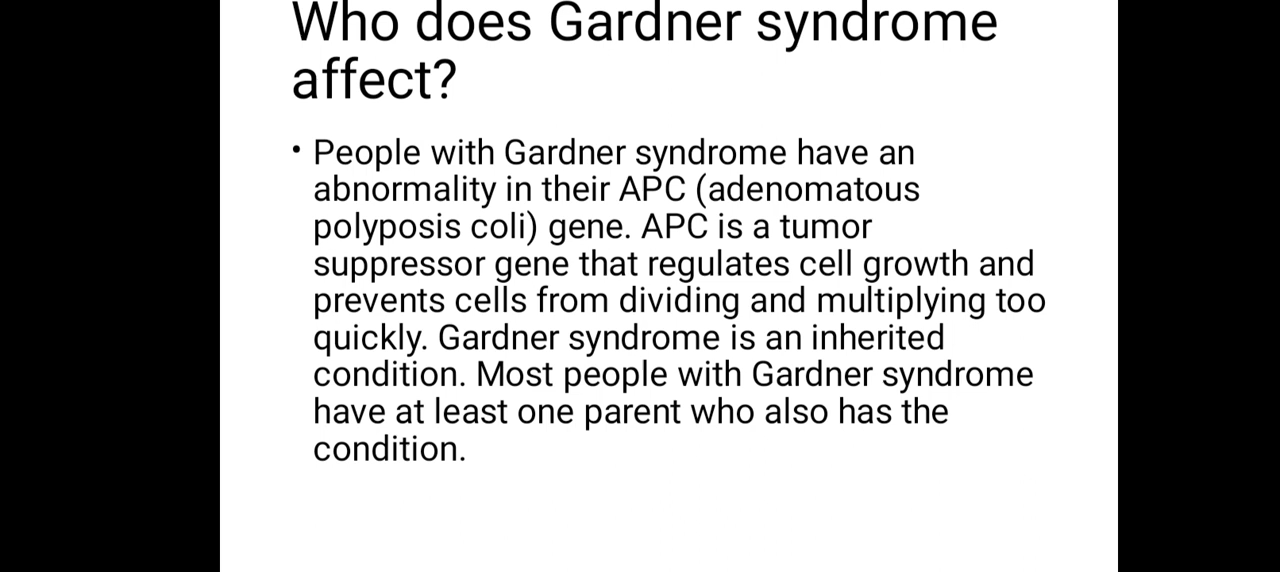 Who does Gardner syndrome
affect?
• People with Gardner syndrome have an
abnormality in their APC (adenomatous
polyposis coli) gene. APC is a tumor
suppressor gene that regulates cell growth and
prevents cells from dividing and multiplying too
quickly. Gardner syndrome is an inherited
condition. Most people with Gardner syndrome
have at least one parent who also has the
condition.